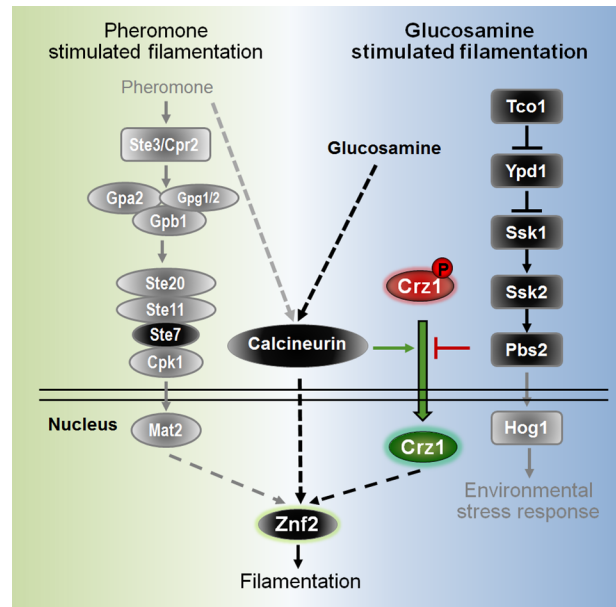 Pheromone
stimulated filamentation
Glucosamine
stimulated filamentation
Pheromone
Ste3/Cpr2
Gpa2
Gpg1/2
Gpb1
Ste20
Ste11
Ste7
Cpk1
Mat2
Glucosamine
Calcineurin
P
Crz1
Crz1
Tco1
Ypd1
Ssk1
Ssk2
Pbs2
Hog1
Environmental
stress response
Nucleus
Znf2
Filamentation